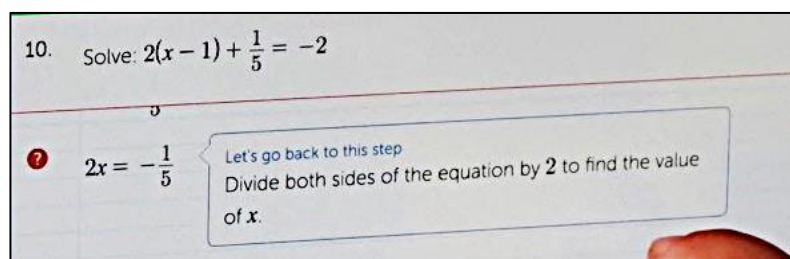 10. Solve: 2(x − 1) + 1/5 = −2
5
? 2x = − 1/5
Let's go back to this step
Divide both sides of the equation by 2 to find the value
of x.